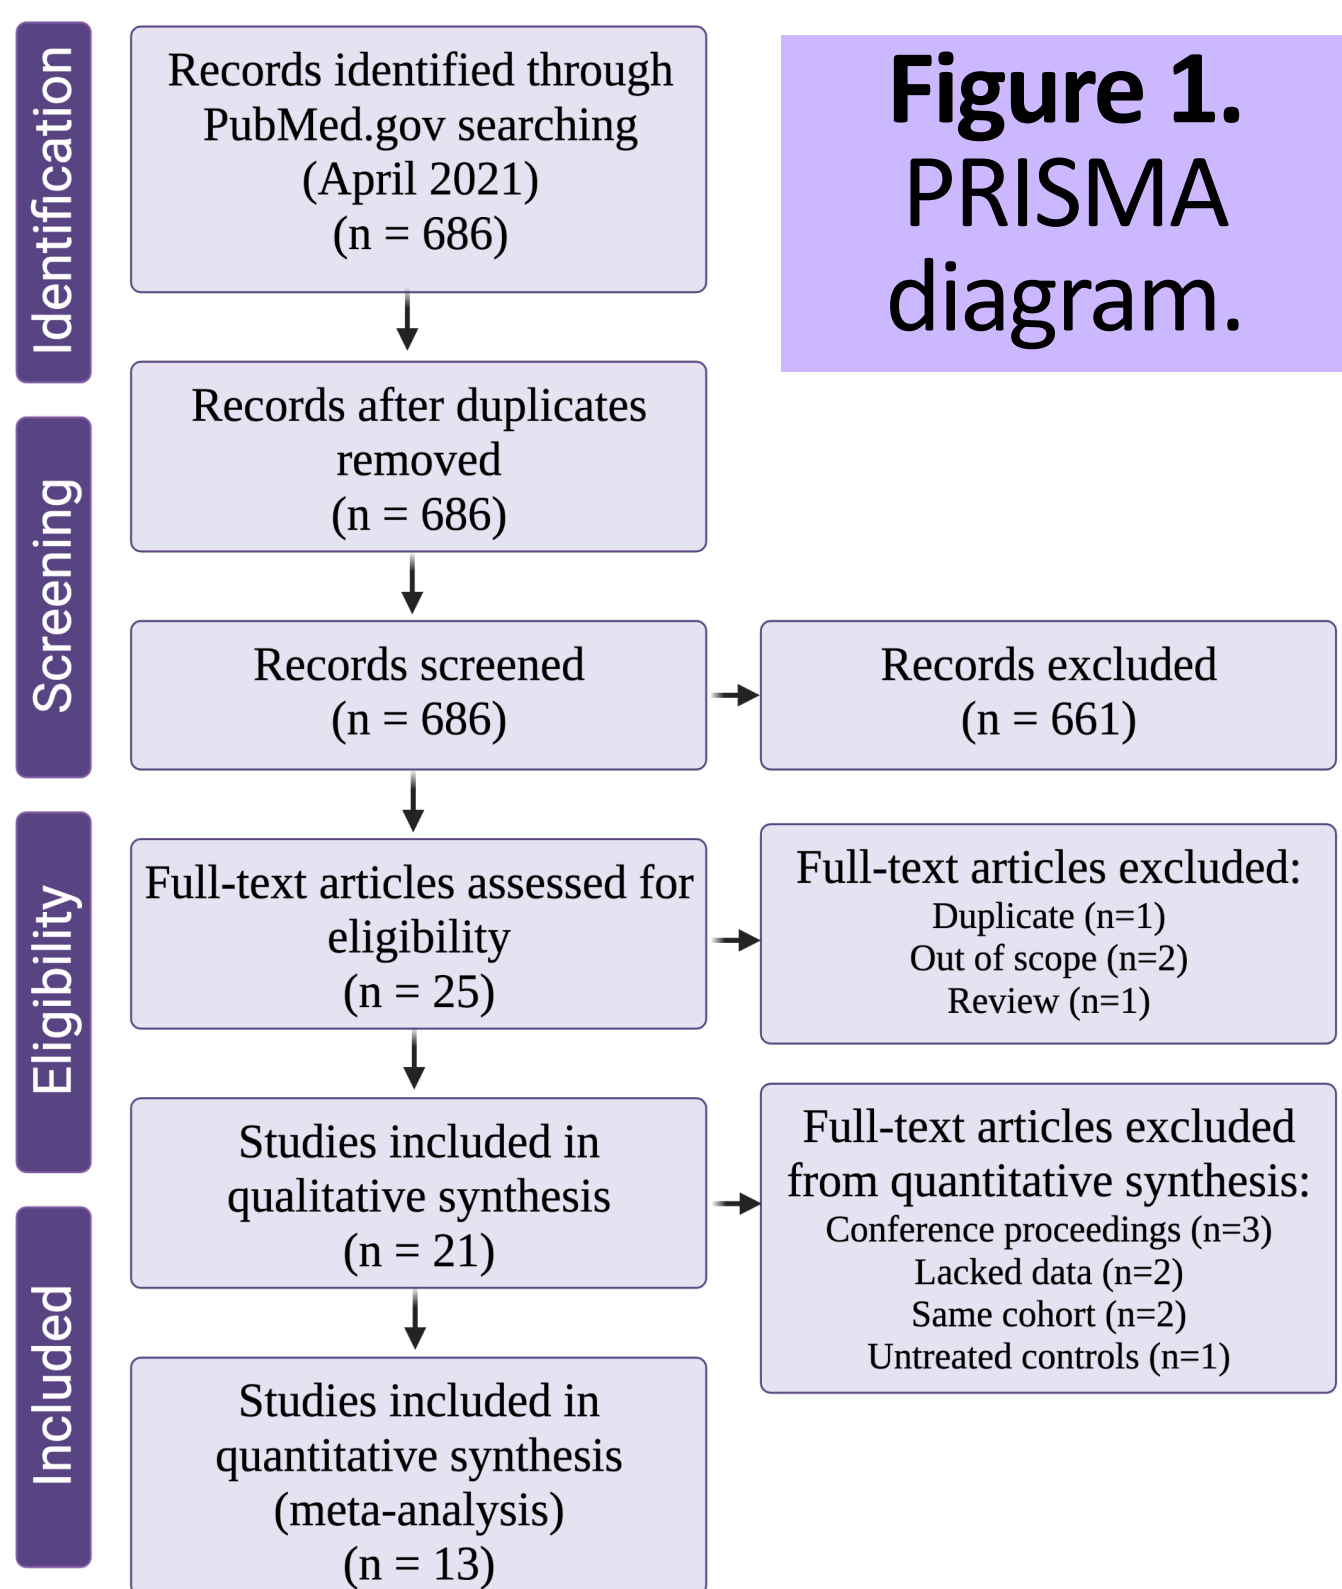 Figure 1.
PRISMA
diagram.
Identification
Records identified through
PubMed.gov searching
(April 2021)
(n = 686)
Records after duplicates
removed
(n = 686)
Screening
Records screened
(n = 686)
Records excluded
(n = 661)
Eligibility
Full-text articles assessed for
eligibility
(n = 25)
Full-text articles excluded:
Duplicate (n=1)
Out of scope (n=2)
Review (n=1)
Studies included in
qualitative synthesis
(n = 21)
Full-text articles excluded
from quantitative synthesis:
Conference proceedings (n=3)
Lacked data (n=2)
Same cohort (n=2)
Untreated controls (n=1)
Included
Studies included in
quantitative synthesis
(meta-analysis)
(n = 13)